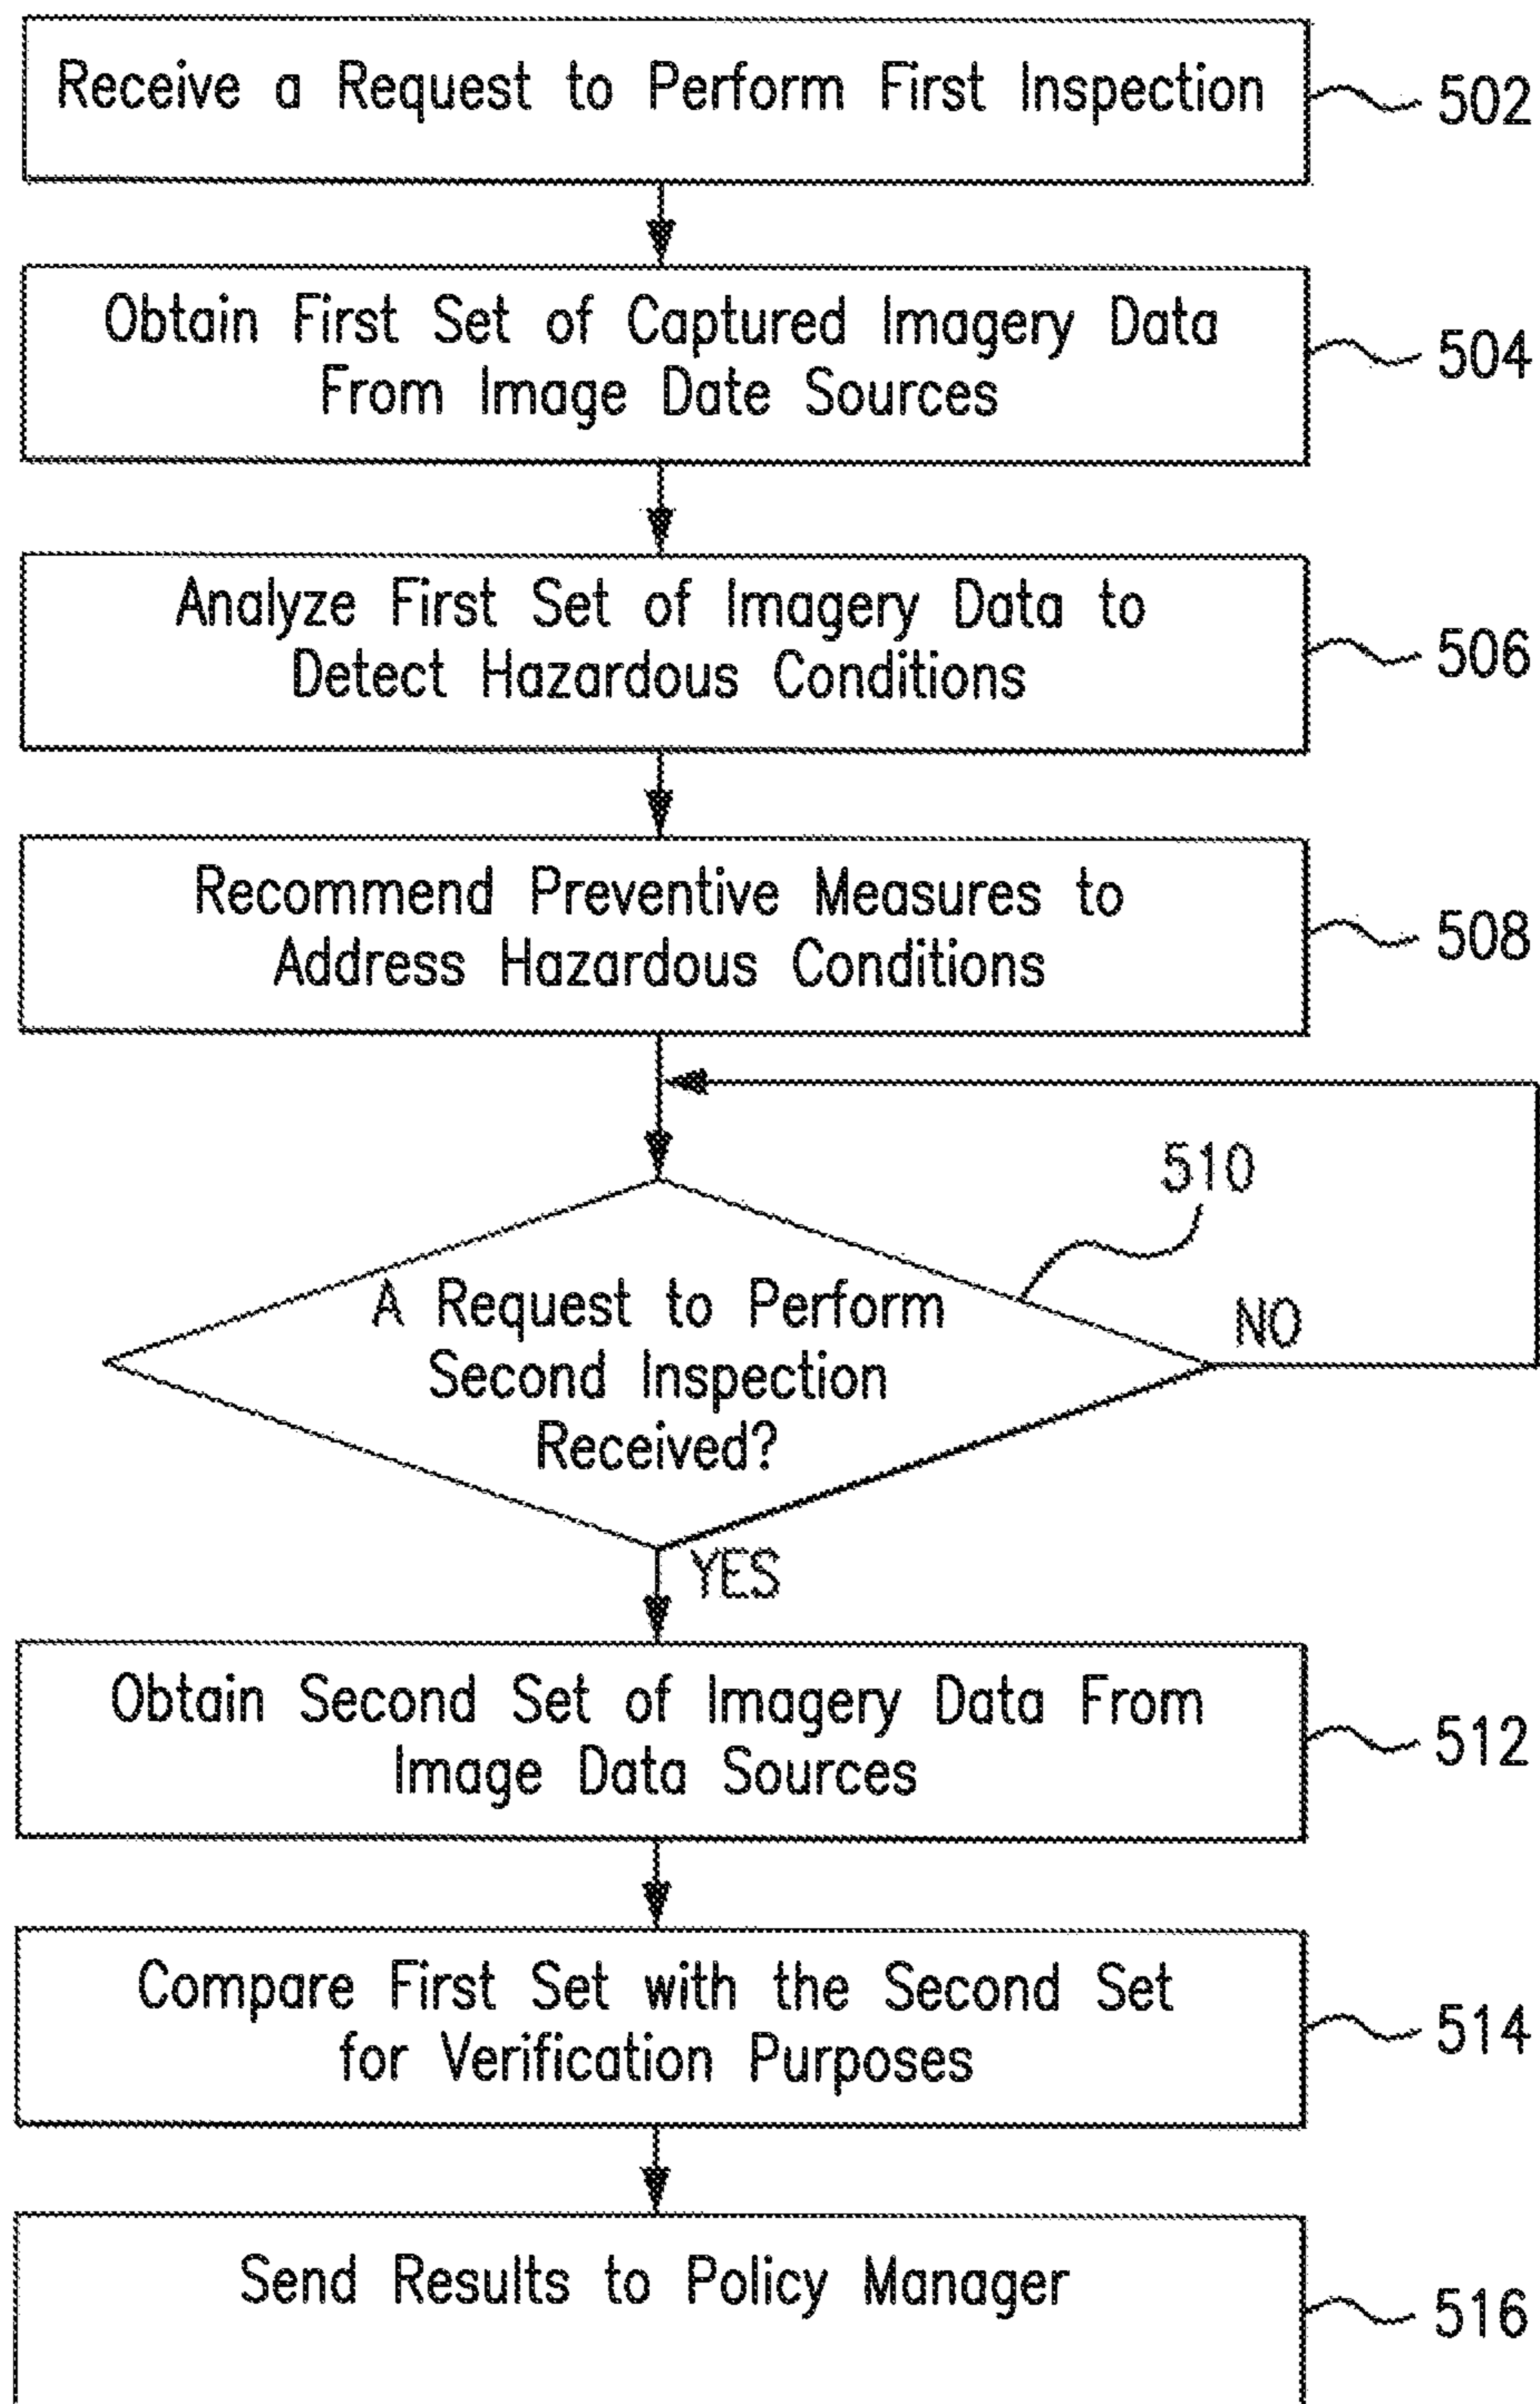 Receive a Request to Perform First Inspection
502
Obtain First Set of Captured Imagery Data
From Image Date Sources
504
Analyze First Set of Imagery Data to
Detect Hazardous Conditions
506
Recommend Preventive Measures to
Address Hazardous Conditions
508
510
A Request to Perform
Second Inspection
Received?
NO
YES
Obtain Second Set of Imagery Data From
Image Data Sources
512
Compare First Set with the Second Set
for Verification Purposes
514
Send Results to Policy Manager
516